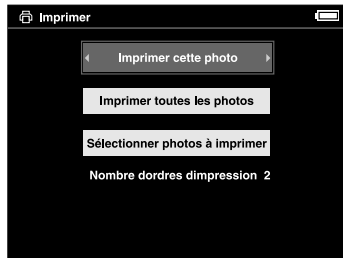 Imprimer
Imprimer cette photo
Imprimer toutes les photos
Sélectionner photos à imprimer
Nombre dordres dimpression 2